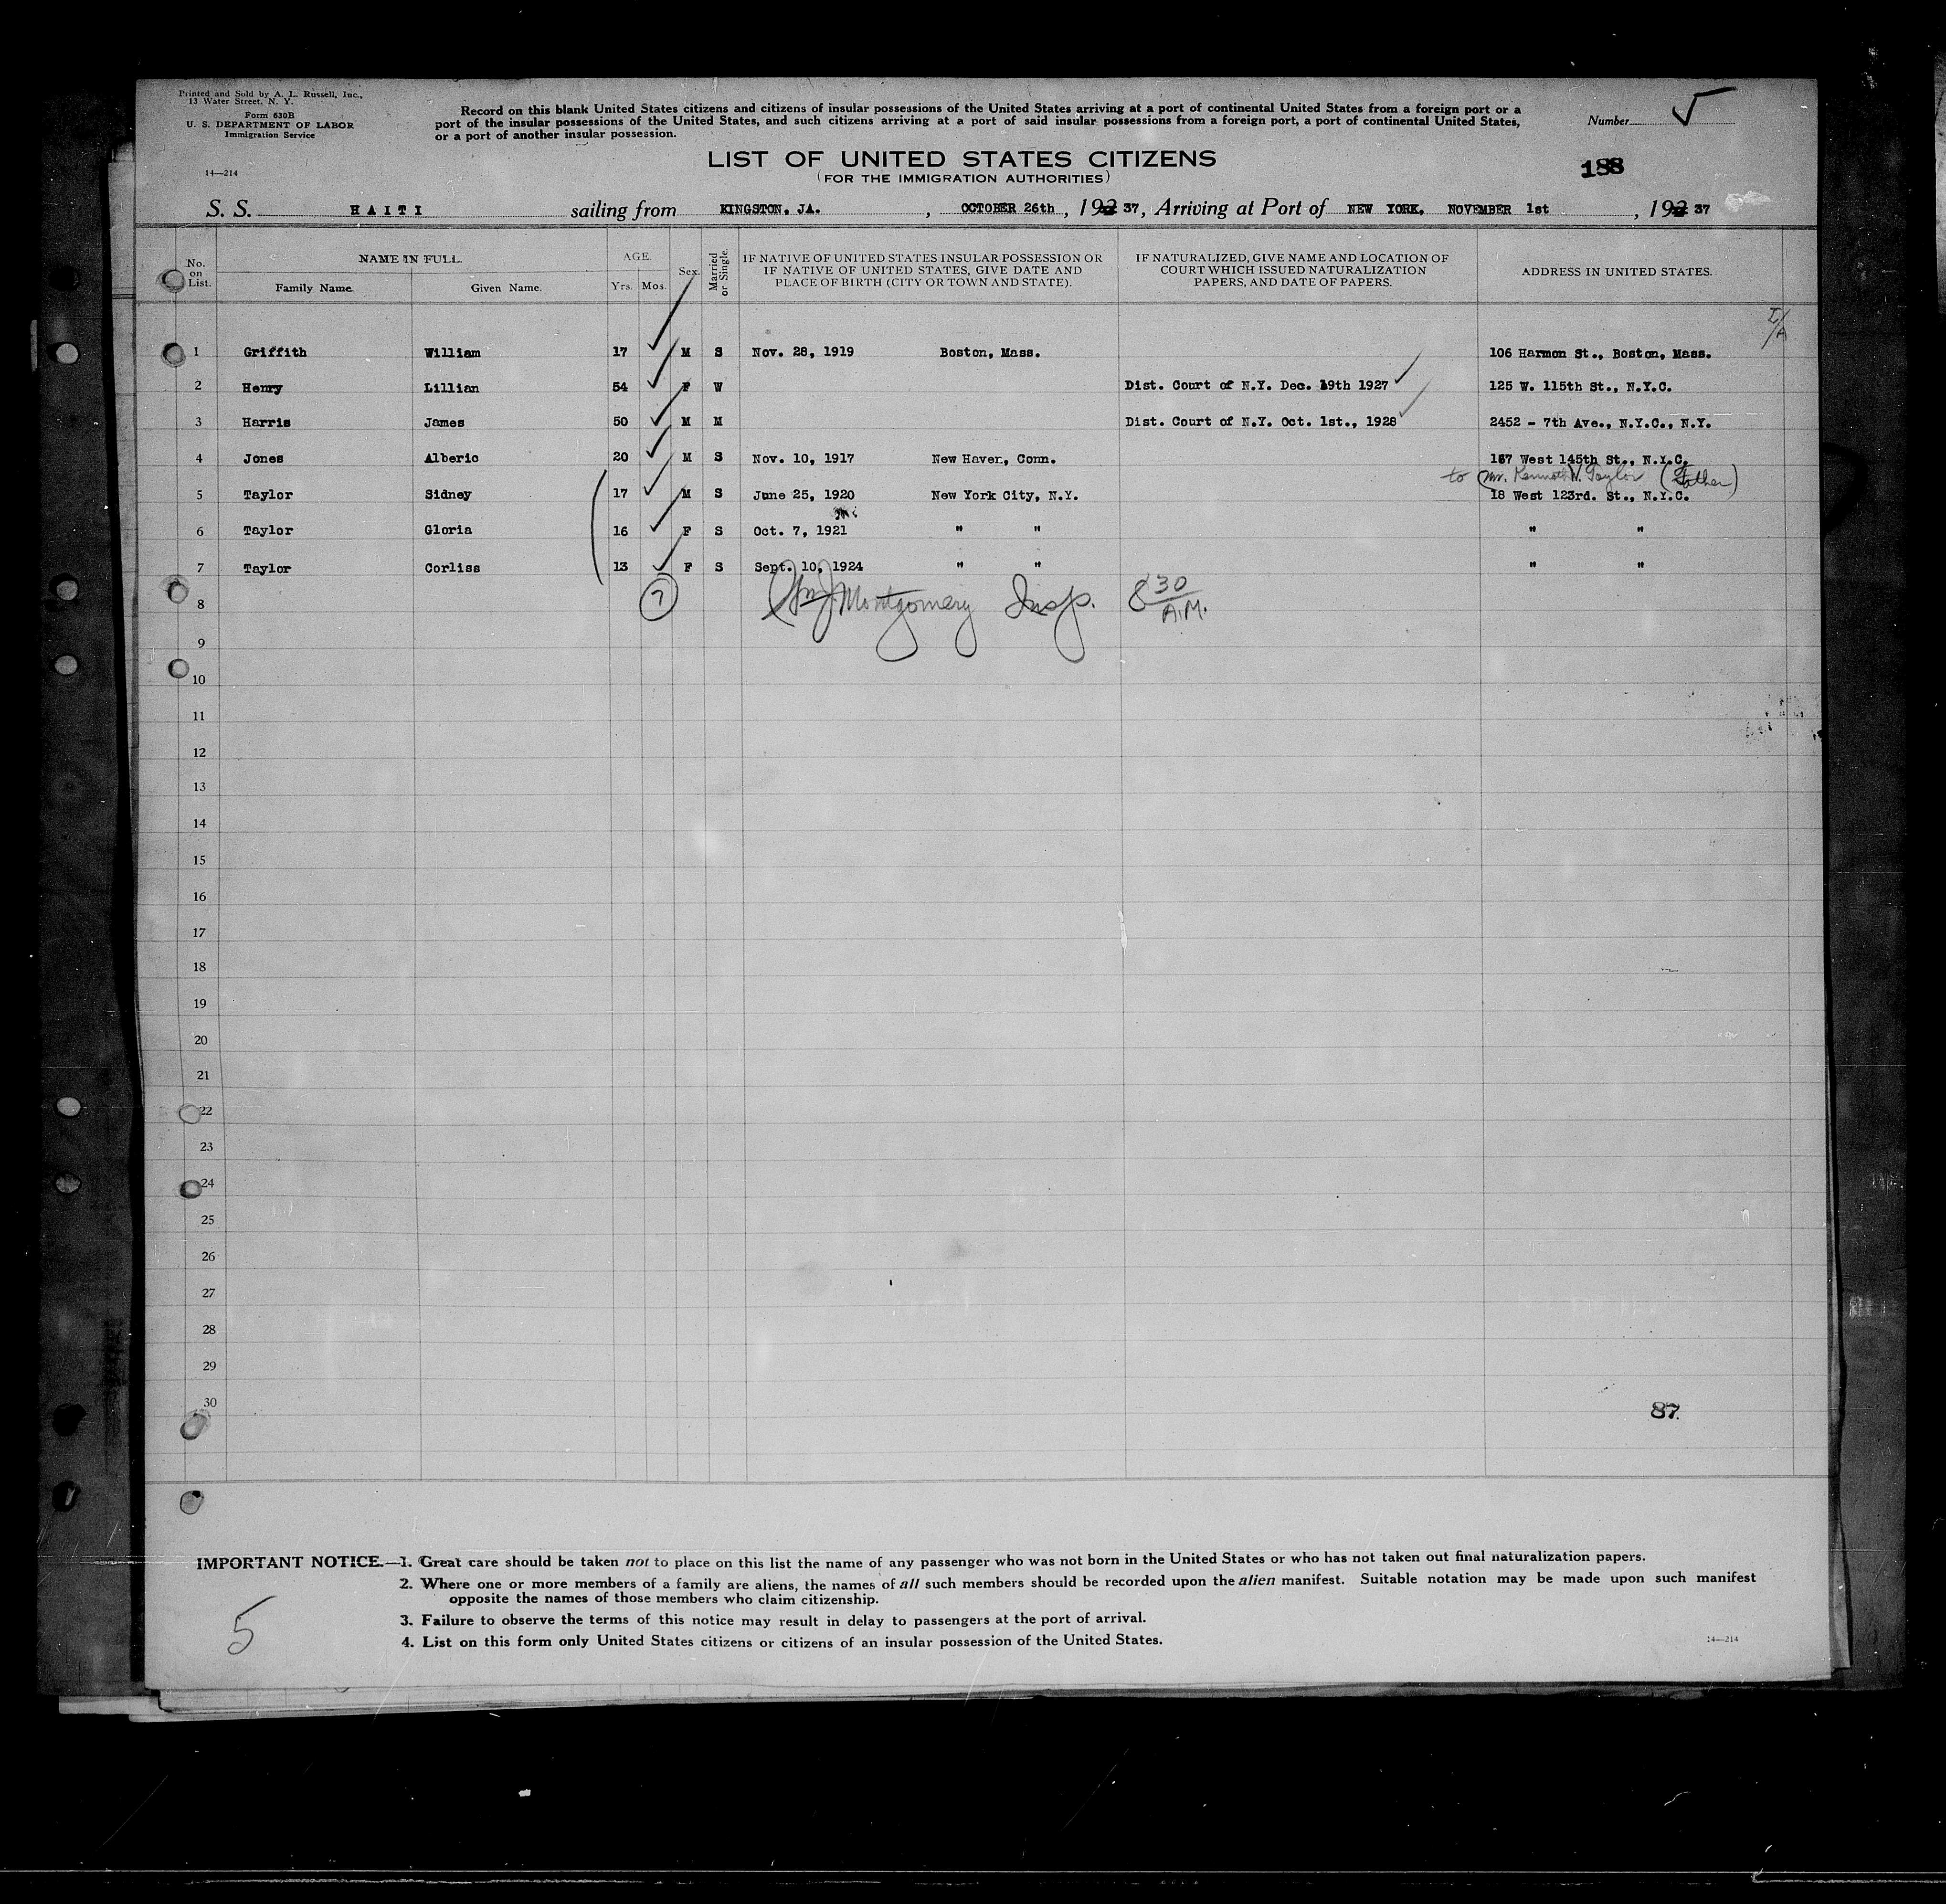 Printed and Sold by A. L. Russell, Inc.,
13 Water Street, N. Y.
Form 630B
U. S. DEPARTMENT OF LABOR
Immigration Service
14—214
Record on this blank United States citizens and citizens of insular possessions of the United States arriving at a port of continental United States from a foreign port or a
port of the insular possessions of the United States, and such citizens arriving at a port of said insular possessions from a foreign port, a port of continental United States,
or a port of another insular possession.
Number
LIST OF UNITED STATES CITIZENS
(FOR THE IMMIGRATION AUTHORITIES)
188
S. S. HAITI sailing from KINGSTON, JA. , OCTOBER 26th , 192 37, Arriving at Port of NEW YORK, NOVEMBER 1st , 192 37
No. on List. NAME IN FULL. AGE. Sex. Married or Single. IF NATIVE OF UNITED STATES INSULAR POSSESSION OR IF NATIVE OF UNITED STATES, GIVE DATE AND PLACE OF BIRTH (CITY OR TOWN AND STATE). IF NATURALIZED, GIVE NAME AND LOCATION OF COURT WHICH ISSUED NATURALIZATION PAPERS, AND DATE OF PAPERS. ADDRESS IN UNITED STATES.
Family Name. Given Name. Yrs. Mos.
1 Griffith William 17 M S Nov. 28, 1919 Boston, Mass. 106 Harmon St., Boston, Mass.
2 Henry Lillian 54 F W Dist. Court of N.Y. Dec. 19th 1927 125 W. 115th St., N.Y.C.
3 Harris James 50 M M Dist. Court of N.Y. Oct. 1st., 1928 2452 - 7th Ave., N.Y.C., N.Y.
4 Jones Alberic 20 M S Nov. 10, 1917 New Haven, Conn. West 145th St., N.Y.C.
to (Mr. Kenneth W. Taylor (Father)
5 Taylor Sidney 17 M S June 25, 1920 New York City, N.Y. 18 West 123rd. St., N.Y.C.
6 Taylor Gloria 16 F S Oct. 7, 1921 " " " "
7 Taylor Corliss 13 F S Sept. 10, 1924 " " " "
8 7 Wm J. Montgomery Insp. 8 30 A.M.
9
10
11
12
13
14
15
16
17
18
19
20
21
22
23
24
25
26
27
28
29
30
87.
IMPORTANT NOTICE.—1. Great care should be taken not to place on this list the name of any passenger who was not born in the United States or who has not taken out final naturalization papers.
2. Where one or more members of a family are aliens, the names of all such members should be recorded upon the alien manifest. Suitable notation may be made upon such manifest
opposite the names of those members who claim citizenship.
3. Failure to observe the terms of this notice may result in delay to passengers at the port of arrival.
4. List on this form only United States citizens or citizens of an insular possession of the United States.
5
14—214